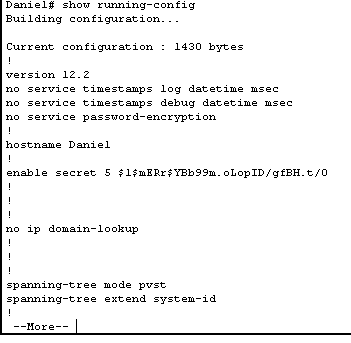 Daniel# show running-config
Building configuration...
Current configuration : 1430 bytes
!
version 12.2
no service timestamps log datetime msec
no service timestamps debug datetime msec
no service password-encryption
!
hostname Daniel
!
enable secret 5 $1$mERr$YBb99m.oLopID/gfBH.t/0
!
!
!
no ip domain-lookup
!
!
!
spanning-tree mode pvst
spanning-tree extend system-id
!
--More--